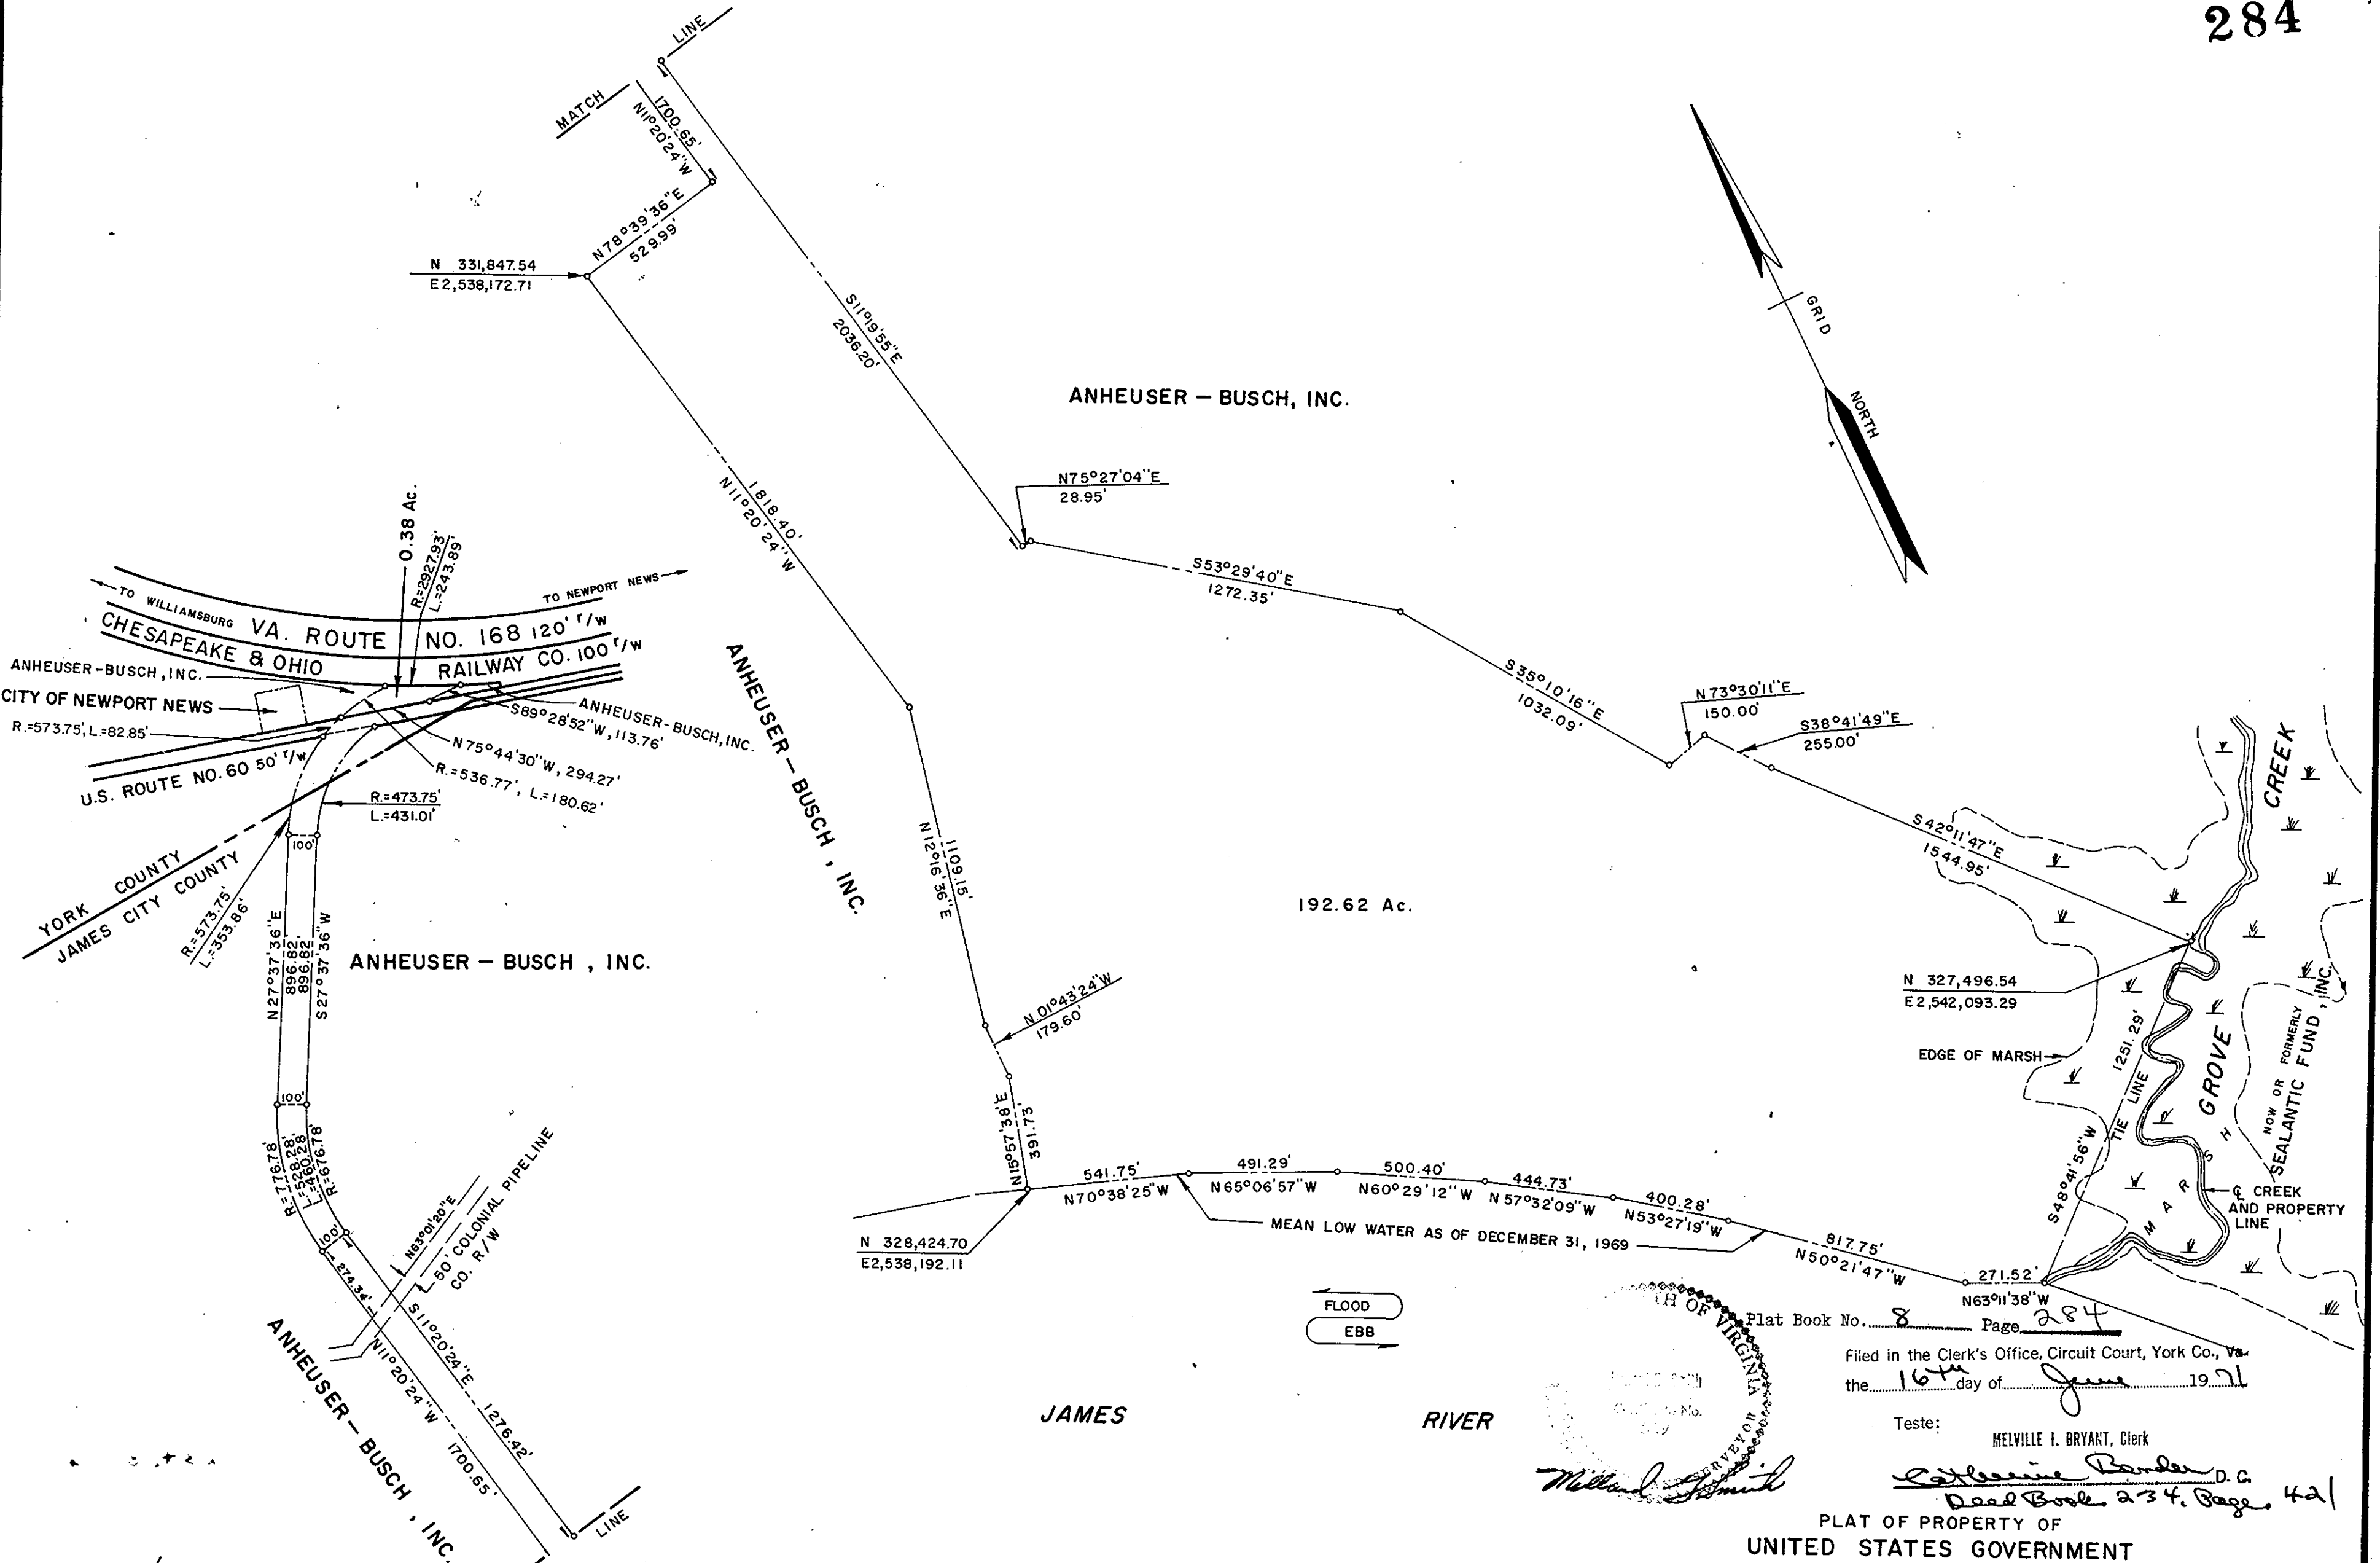 284
LINE
MATCH
1700.65'
N11°20'24"W
N78°39'36"E
529.99'
N 331,847.54
E 2,538,172.71
S11°19'55"E
2036.20'
GRID
NORTH
ANHEUSER – BUSCH, INC.
N75°27'04"E
28.95'
1818.40'
N11°20'24"W
S53°29'40"E
1272.35'
S35°10'16"E
1032.09'
N73°30'11"E
150.00'
S38°41'49"E
255.00'
S42°11'47"E
1544.95'
CREEK
0.38 Ac.
R.=2927.93'
L.=243.89'
TO WILLIAMSBURG
TO NEWPORT NEWS
VA. ROUTE NO. 168 120' r/w
CHESAPEAKE & OHIO RAILWAY CO. 100' r/w
ANHEUSER-BUSCH, INC.
CITY OF NEWPORT NEWS
R.=573.75', L.=82.85'
U.S. ROUTE NO. 60 50' r/w
ANHEUSER-BUSCH, INC.
S89°28'52"W, 113.76'
N75°44'30"W, 294.27'
R.=536.77', L.=180.62'
R.=473.75'
L.=431.01'
100'
YORK COUNTY
JAMES CITY COUNTY
R.=573.75'
L.=353.86'
N27°37'36"E
896.82'
896.82'
S27°37'36"W
ANHEUSER – BUSCH , INC.
ANHEUSER – BUSCH , INC.
1109.15'
N12°16'36"E
192.62 Ac.
N 01°43'24"W
179.60'
N15°57'38"E
391.73'
N 327,496.54
E 2,542,093.29
EDGE OF MARSH
1251.29'
TIE LINE
S48°41'56"W
GROVE
MARSH
NOW OR FORMERLY
SEALANTIC FUND, INC.
℄ CREEK
AND PROPERTY
LINE
100'
R.=776.78'
L.=528.28'
L.=460.28'
R.=676.78'
100'
274.34'
N63°01'20"E
50' COLONIAL PIPELINE
CO. R/W
S11°20'24"E
1276.42'
N11°20'24"W
1700.65'
ANHEUSER – BUSCH , INC.
LINE
541.75'
N70°38'25"W
491.29'
N65°06'57"W
500.40'
N60°29'12"W
444.73'
N57°32'09"W
400.28'
N53°27'19"W
817.75'
N50°21'47"W
271.52'
N63°11'38"W
MEAN LOW WATER AS OF DECEMBER 31, 1969
N 328,424.70
E 2,538,192.11
FLOOD
EBB
JAMES RIVER
TH OF VIRGINIA
SURVEYOR
No.
Millard Smith
Plat Book No. 8 Page 284
Filed in the Clerk's Office, Circuit Court, York Co., Va.
the 16th day of June 1971
Teste:
MELVILLE I. BRYANT, Clerk
Catherine Bender D. C.
Deed Book 234, Page 421
PLAT OF PROPERTY OF
UNITED STATES GOVERNMENT